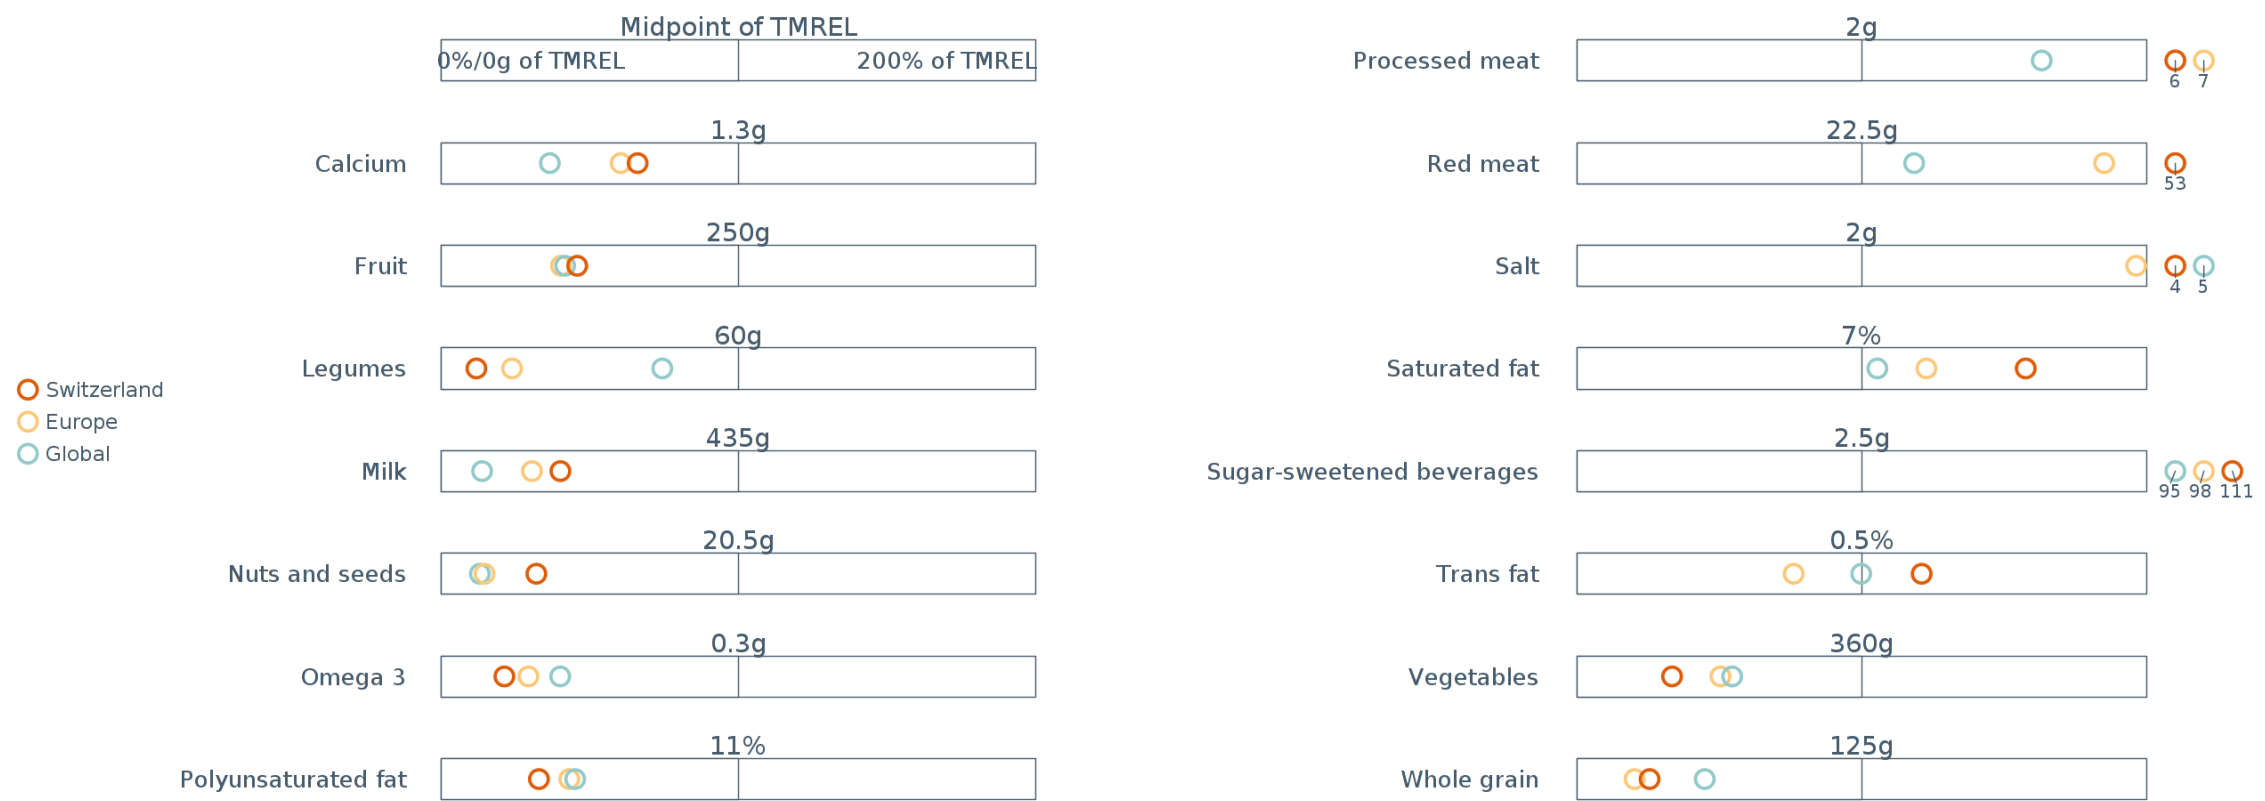 Midpoint of TMREL
0%/0g of TMREL
200% of TMREL
1.3g
Calcium
250g
Fruit
60g
Legumes
435g
Milk
20.5g
Nuts and seeds
0.3g
Omega 3
11%
Polyunsaturated fat
Switzerland
Europe
Global
2g
Processed meat
6 7
22.5g
Red meat
53
2g
Salt
4 5
7%
Saturated fat
2.5g
Sugar-sweetened beverages
95 98 111
0.5%
Trans fat
360g
Vegetables
125g
Whole grain